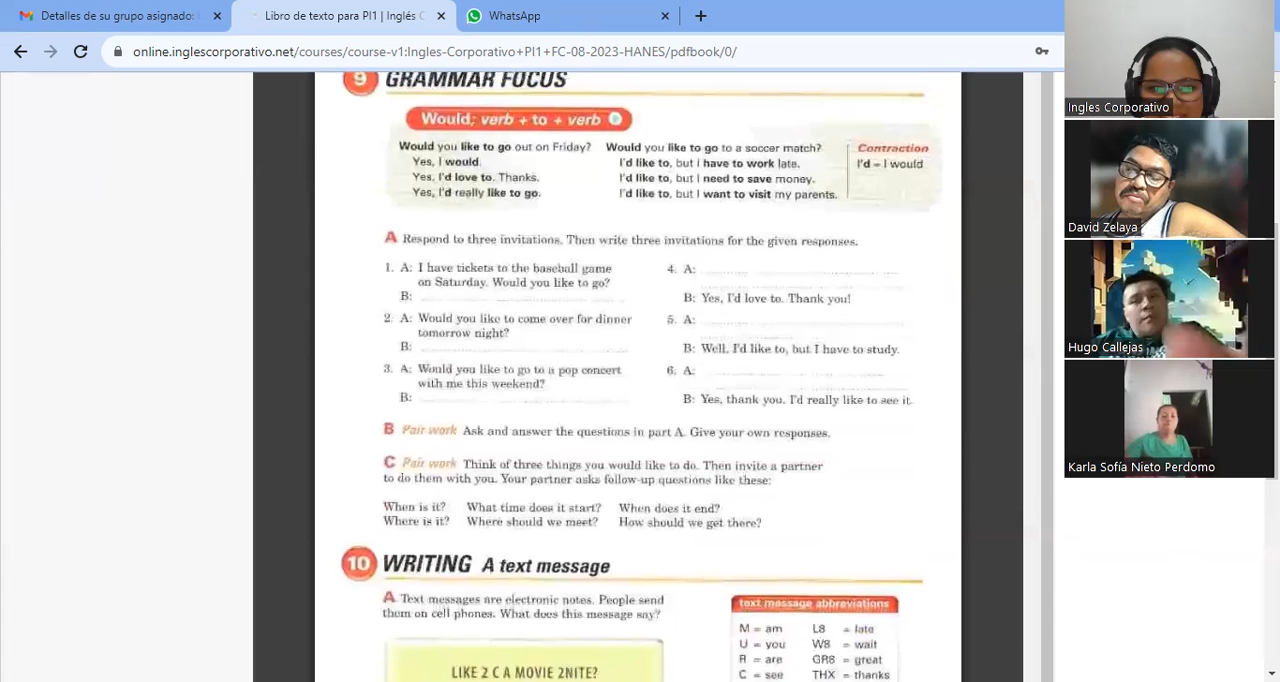 Detalles de su grupo asignado:
Libro de texto para PI1 | Inglés C
WhatsApp
online.inglescorporativo.net/courses/course-v1:Ingles-Corporativo+PI1+FC-08-2023-HANES/pdfbook/0/
9 GRAMMAR FOCUS
Would; verb + to + verb
Would you like to go out on Friday?
Yes, I would.
Yes, I'd love to. Thanks.
Yes, I'd really like to go.
Would you like to go to a soccer match?
I'd like to, but I have to work late.
I'd like to, but I need to save money.
I'd like to, but I want to visit my parents.
Contraction
I'd = I would
A Respond to three invitations. Then write three invitations for the given responses.
1. A: I have tickets to the baseball game
on Saturday. Would you like to go?
B:
2. A: Would you like to come over for dinner
tomorrow night?
B:
3. A: Would you like to go to a pop concert
with me this weekend?
B:
4. A:
B: Yes, I'd love to. Thank you!
5. A:
B: Well, I'd like to, but I have to study.
6. A:
B: Yes, thank you. I'd really like to see it.
B Pair work Ask and answer the questions in part A. Give your own responses.
C Pair work Think of three things you would like to do. Then invite a partner
to do them with you. Your partner asks follow-up questions like these:
When is it? What time does it start? When does it end?
Where is it? Where should we meet? How should we get there?
10 WRITING A text message
A Text messages are electronic notes. People send
them on cell phones. What does this message say?
LIKE 2 C A MOVIE 2NITE?
text message abbreviations
M = am L8 = late
U = you W8 = wait
R = are GR8 = great
C = see THX = thanks
Ingles Corporativo
David Zelaya
Hugo Callejas
Karla Sofía Nieto Perdomo